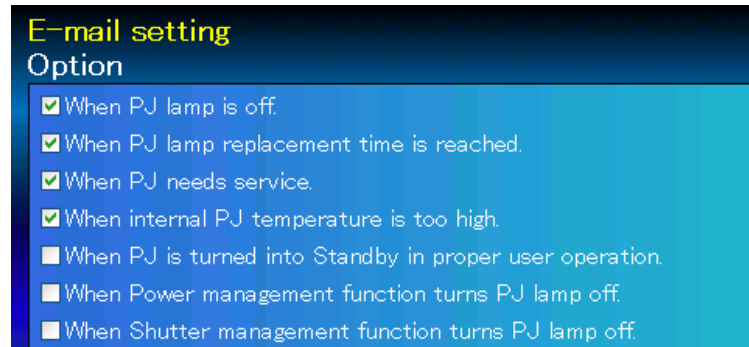 E-mail setting
Option
When PJ lamp is off.
When PJ lamp replacement time is reached.
When PJ needs service.
When internal PJ temperature is too high.
When PJ is turned into Standby in proper user operation.
When Power management function turns PJ lamp off.
When Shutter management function turns PJ lamp off.